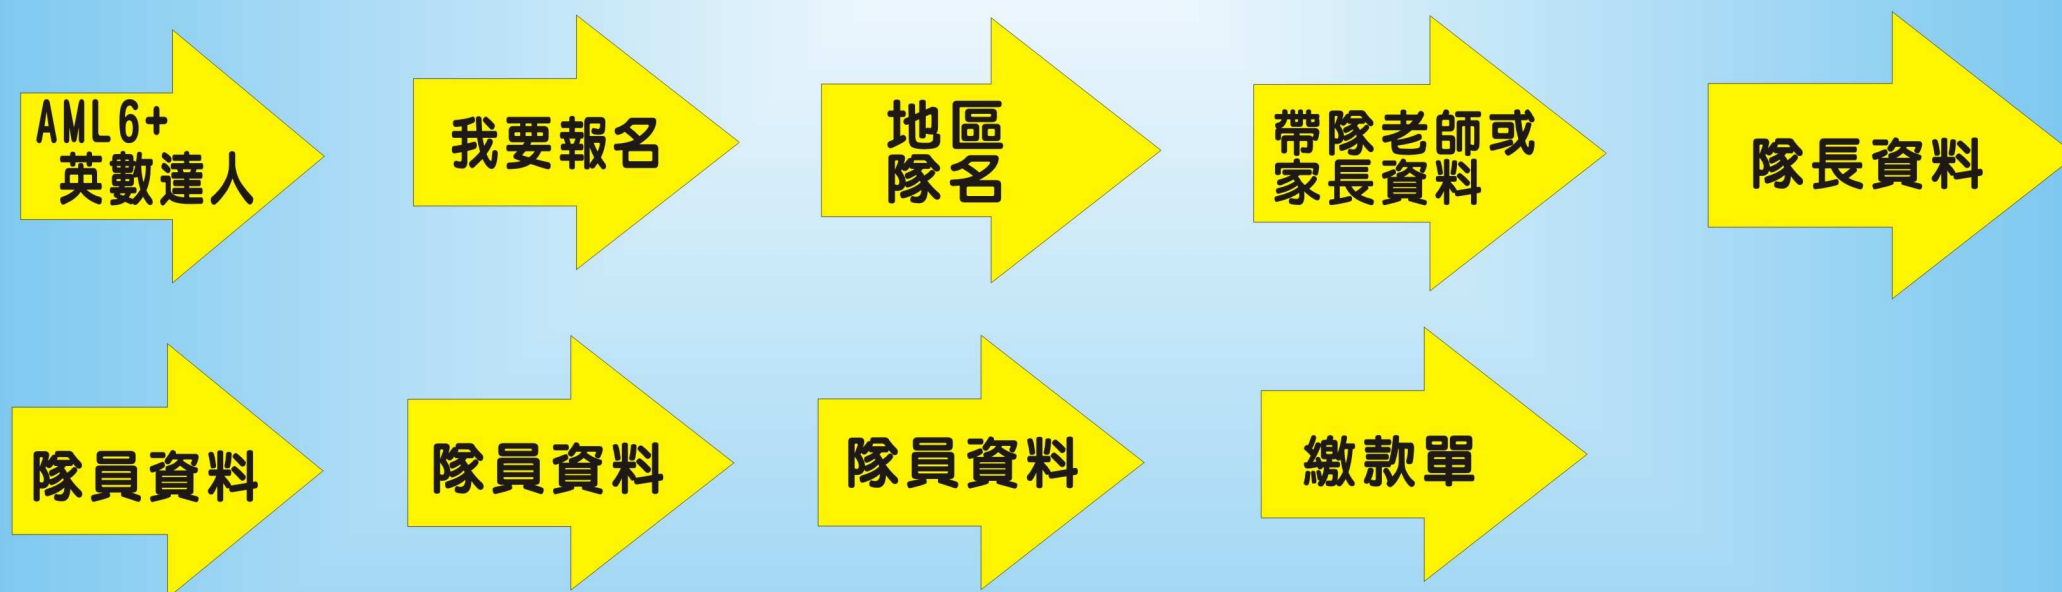 AML6+
英數達人
我要報名
地區
隊名
帶隊老師或
家長資料
隊長資料
隊員資料
隊員資料
隊員資料
繳款單